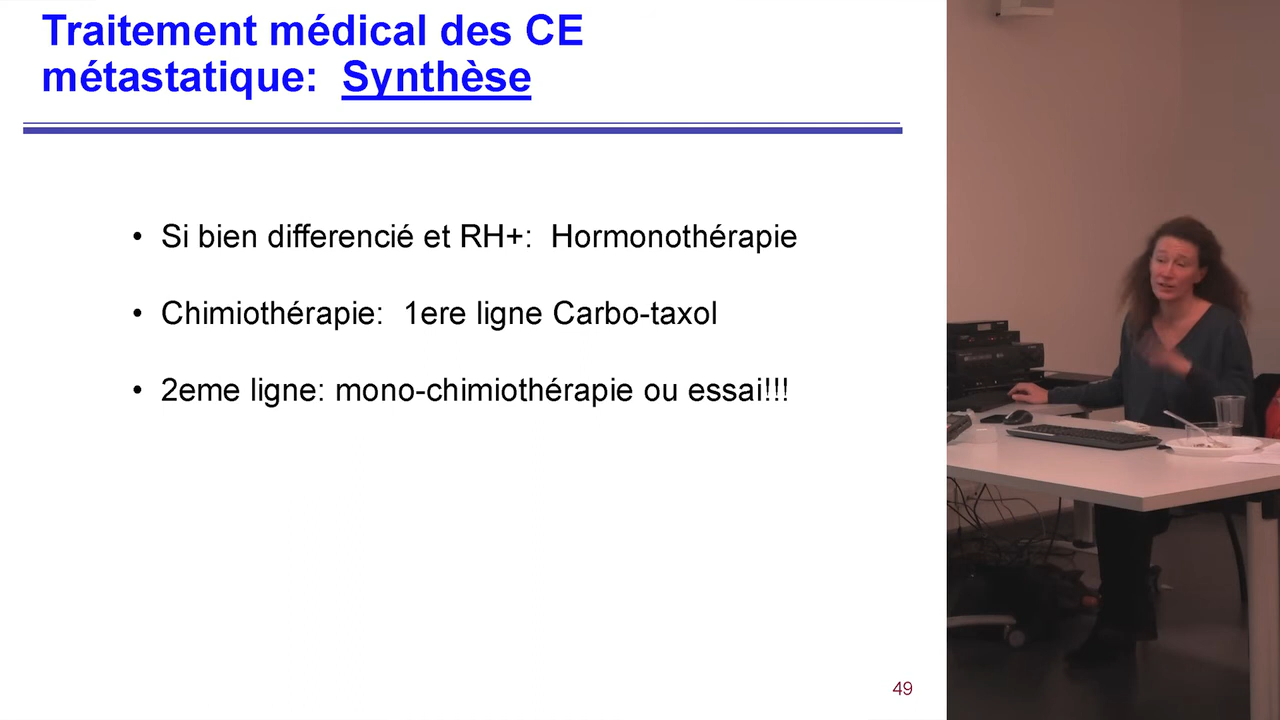 Traitement médical des CE
métastatique: Synthèse
• Si bien differencié et RH+: Hormonothérapie
• Chimiothérapie: 1ere ligne Carbo-taxol
• 2eme ligne: mono-chimiothérapie ou essai!!!
49